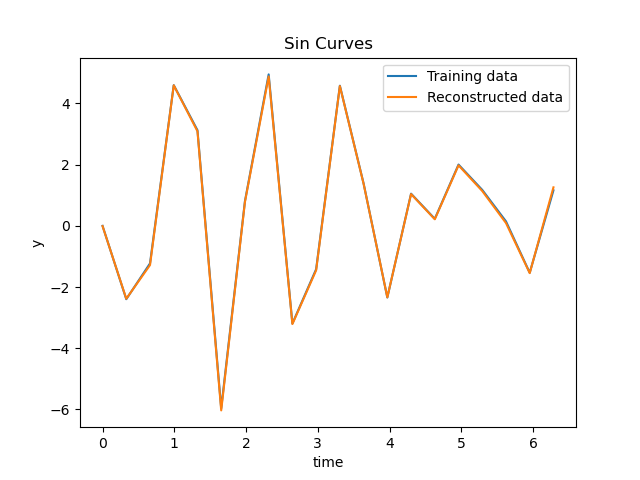 Sin Curves
Training data
Reconstructed data
4
2
0
−2
−4
−6
y
0 1 2 3 4 5 6
time